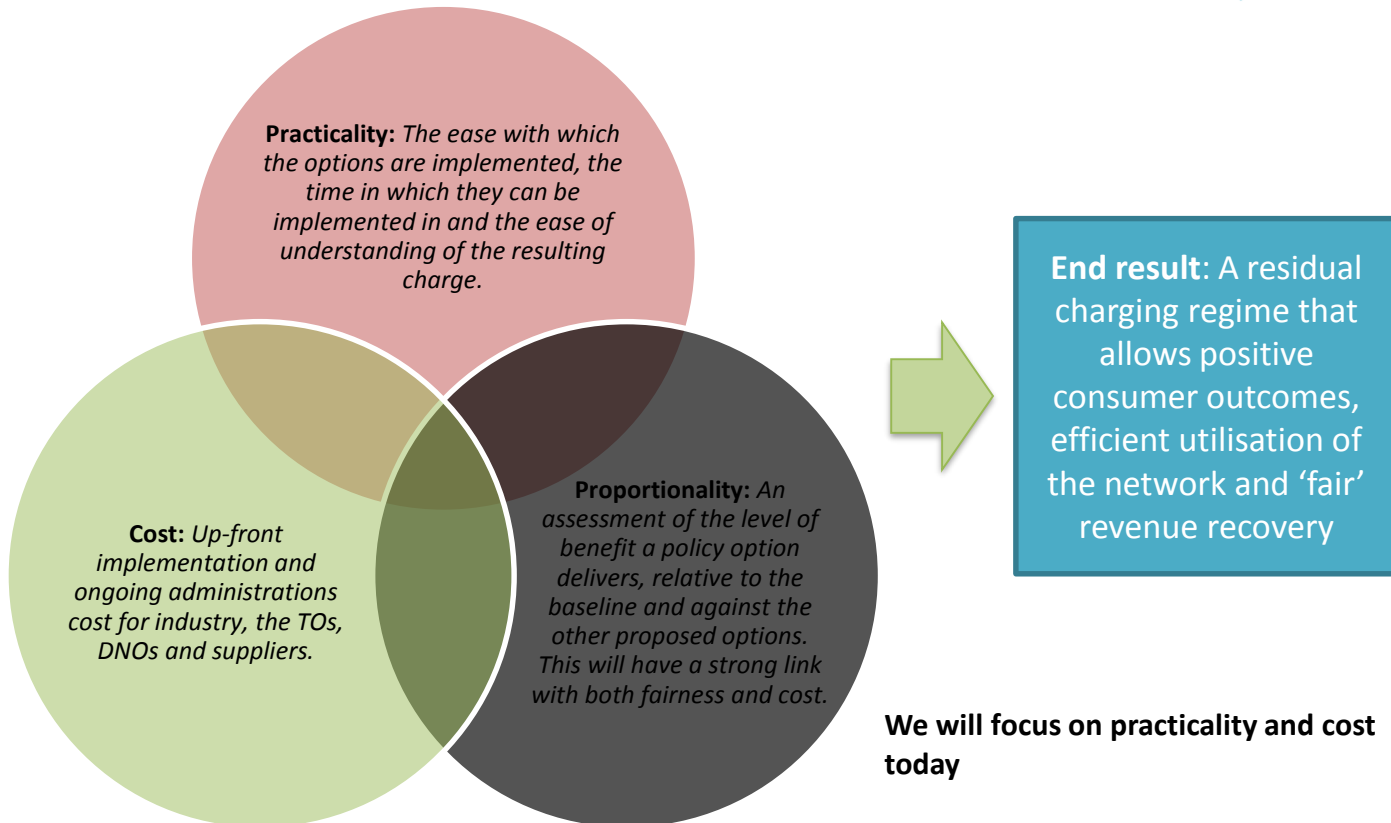 Practicality: The ease with which
the options are implemented, the
time in which they can be
implemented in and the ease of
understanding of the resulting
charge.
Cost: Up-front
implementation and
ongoing administrations
cost for industry, the TOs,
DNOs and suppliers.
Proportionality: An
assessment of the level of
benefit a policy option
delivers, relative to the
baseline and against the
other proposed options.
This will have a strong link
with both fairness and cost.
End result: A residual
charging regime that
allows positive
consumer outcomes,
efficient utilisation of
the network and ‘fair’
revenue recovery
We will focus on practicality and cost
today